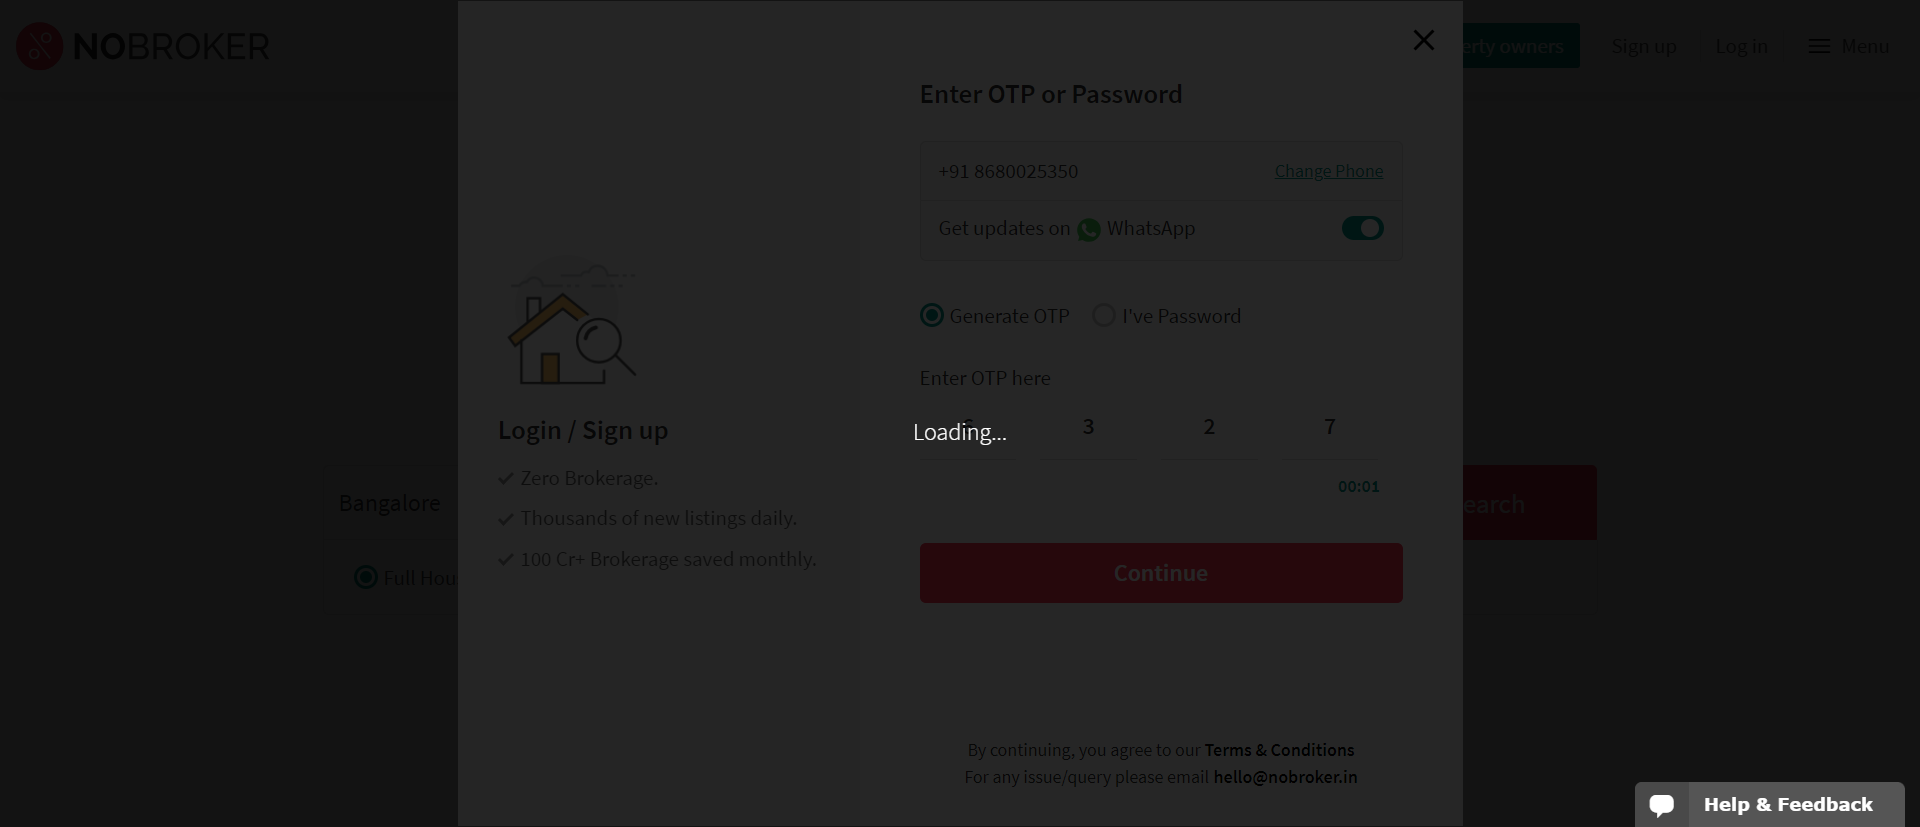 NOBROKER
erty owners
Sign up
Log in
Menu
Enter OTP or Password
+91 8680025350
Change Phone
Get updates on WhatsApp
Generate OTP
I've Password
Enter OTP here
3 2 7
Loading...
00:01
Continue
By continuing, you agree to our Terms & Conditions
For any issue/query please email hello@nobroker.in
Login / Sign up
Zero Brokerage.
Thousands of new listings daily.
100 Cr+ Brokerage saved monthly.
Bangalore
Full Hou
earch
Help & Feedback